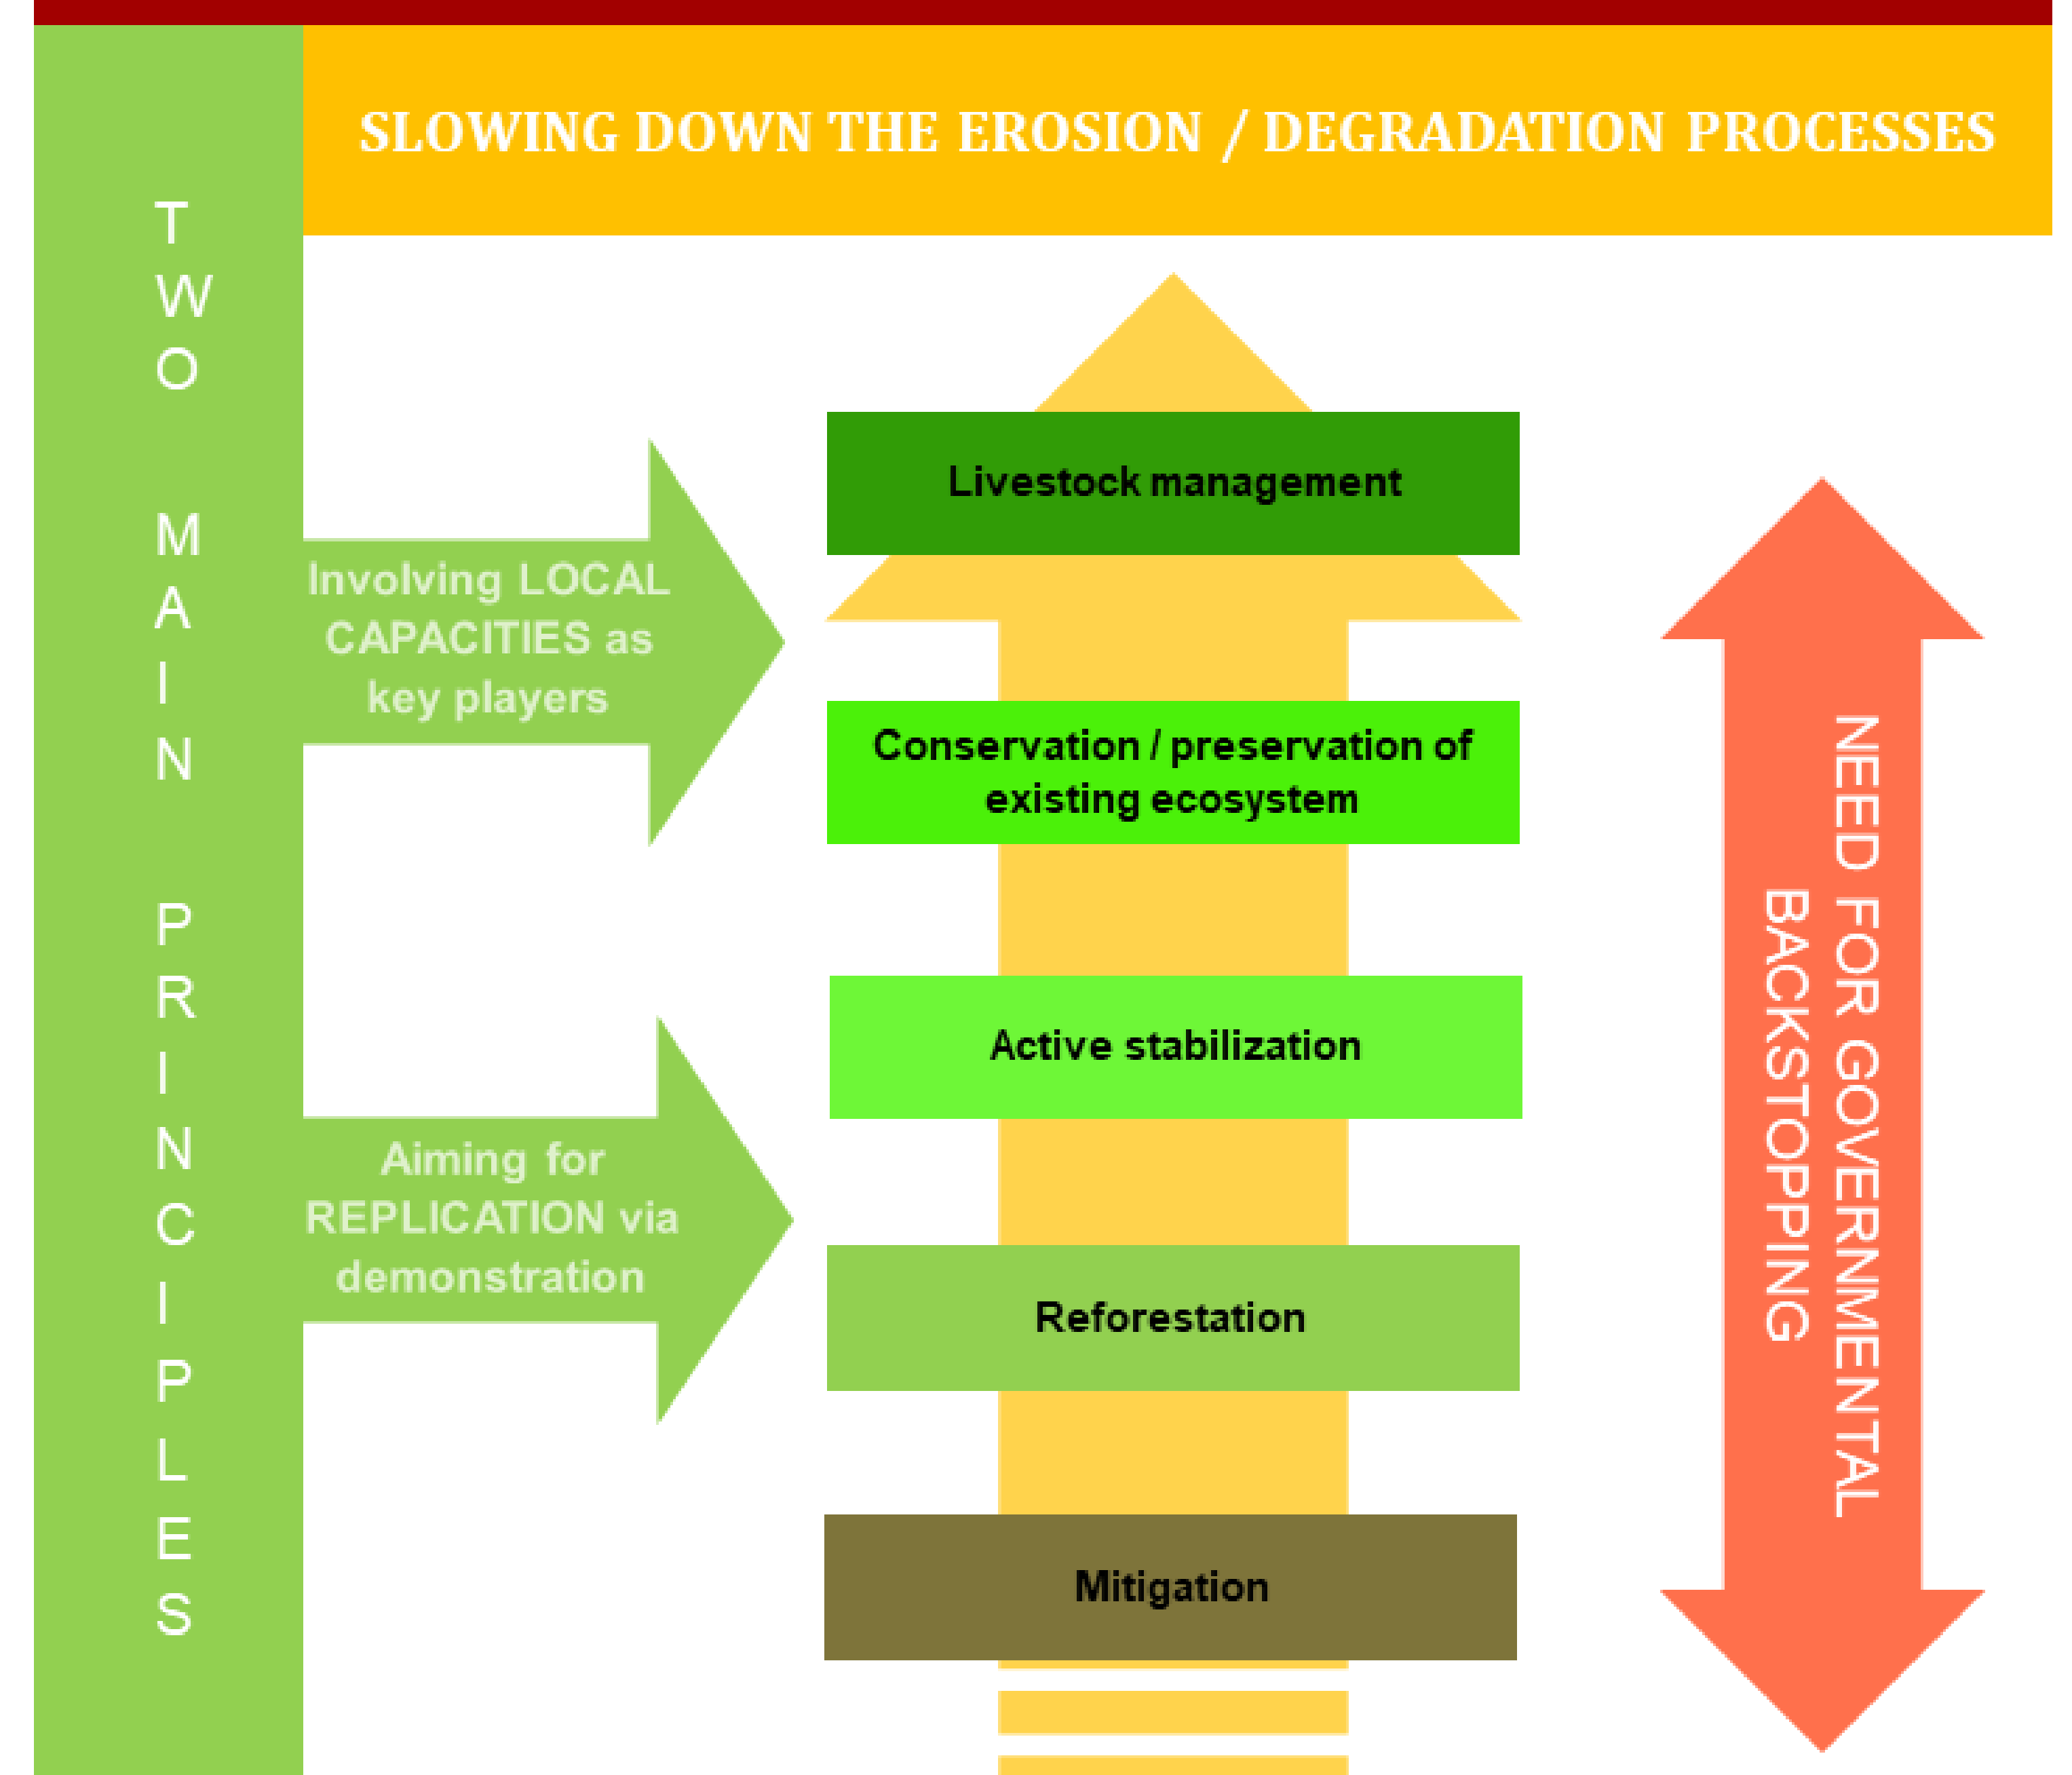 SLOWING DOWN THE EROSION / DEGRADATION PROCESSES
TWO MAIN PRINCIPLES
Involving LOCAL
CAPACITIES as
key players
Aiming for
REPLICATION via
demonstration
Livestock management
Conservation / preservation of
existing ecosystem
Active stabilization
Reforestation
Mitigation
NEED FOR GOVERNMENTAL
BACKSTOPPING